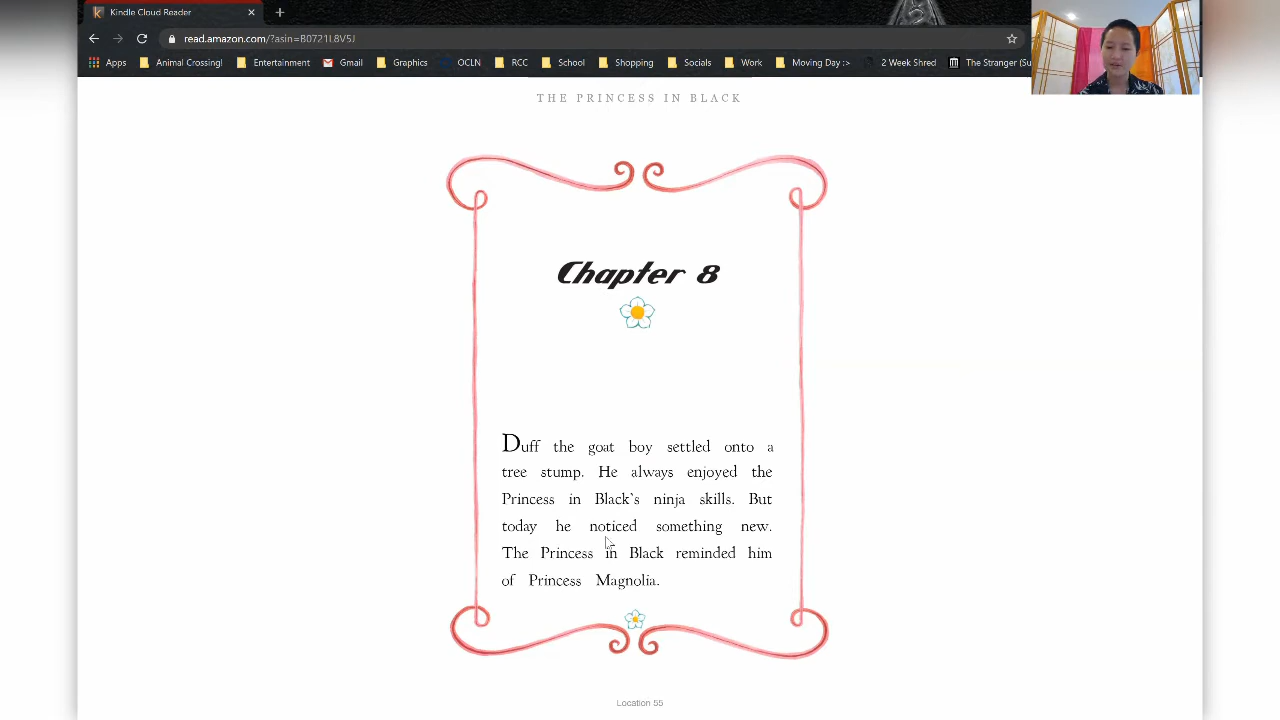 Kindle Cloud Reader
read.amazon.com/?asin=B0721L8V5J
Apps Animal Crossing! Entertainment Gmail Graphics OCLN RCC School Shopping Socials Work Moving Day :> 2 Week Shred The Stranger (Su
THE PRINCESS IN BLACK
Chapter 8
Duff the goat boy settled onto a
tree stump. He always enjoyed the
Princess in Black's ninja skills. But
today he noticed something new.
The Princess in Black reminded him
of Princess Magnolia.
Location 55